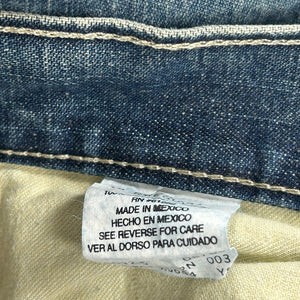 MADE IN MEXICO
HECHO EN MEXICO
SEE REVERSE FOR CARE
VER AL DORSO PARA CUIDADO
003
N
Y